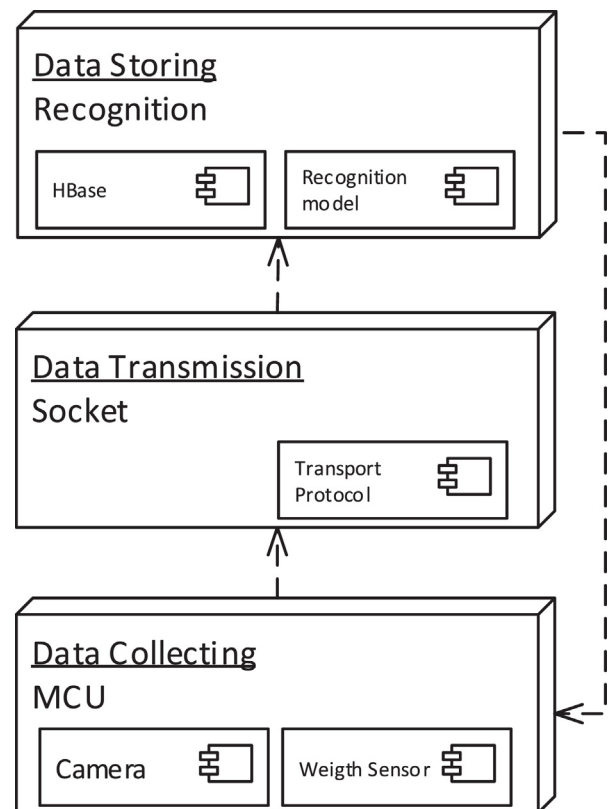 Data Storing
Recognition
HBase
Recognition
model
Data Transmission
Socket
Transport
Protocol
Data Collecting
MCU
Camera
Weigth Sensor